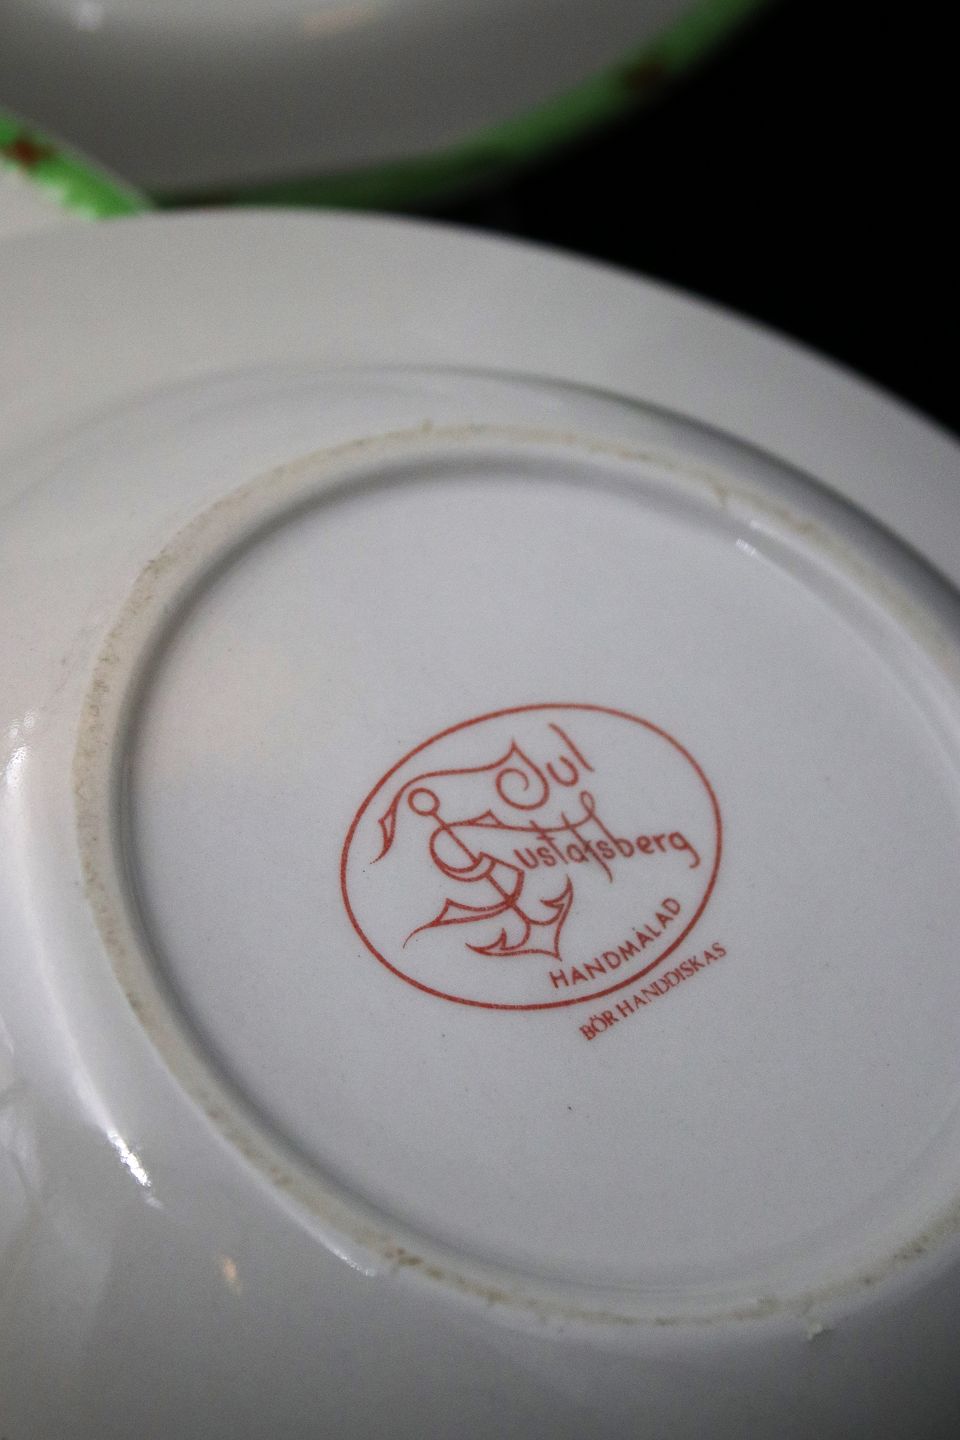 Jul
Gustafsberg
HANDMÅLAD
BÖR HANDDISKAS